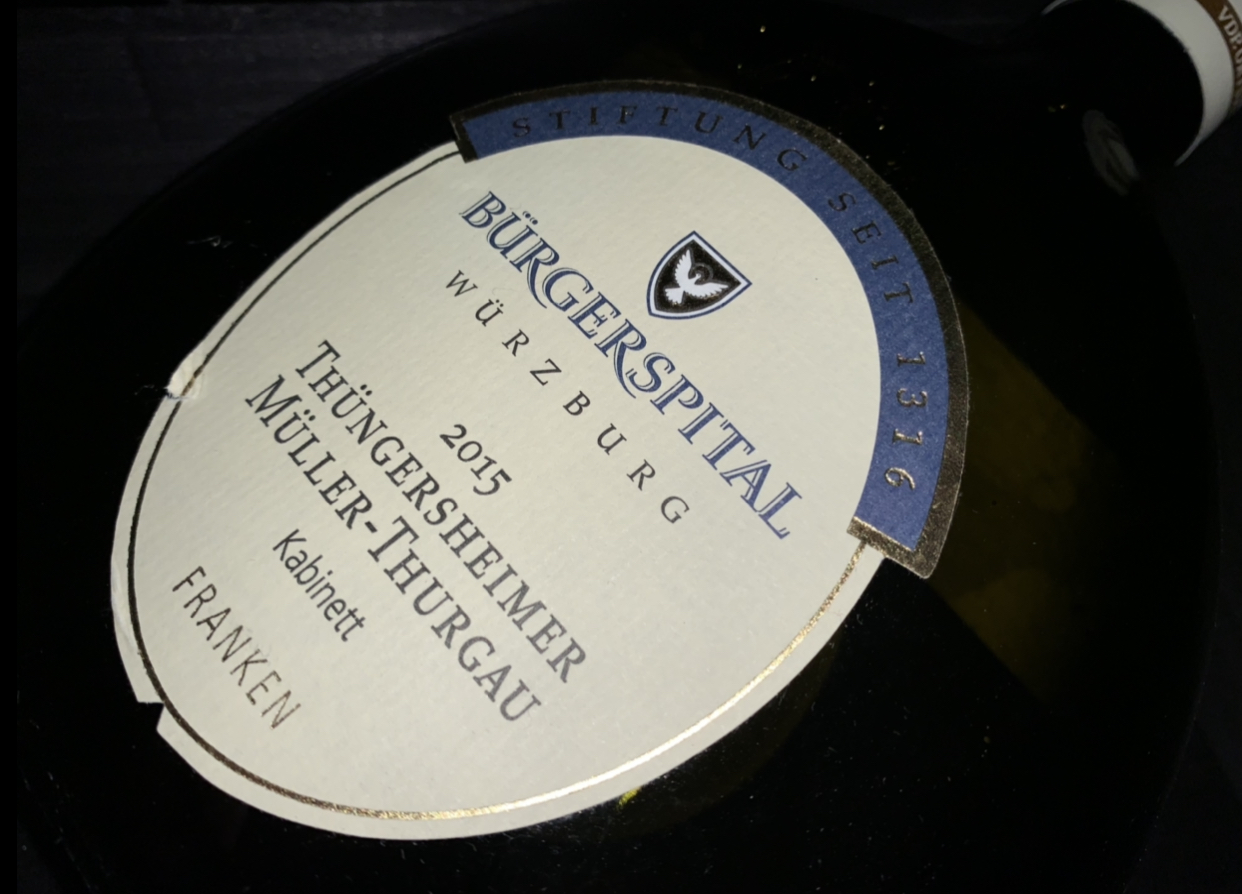 STIFTUNG SEIT 1316
BÜRGERSPITAL
WÜRZBURG
2015
THÜNGERSHEIMER
MÜLLER-THURGAU
Kabinett
FRANKEN